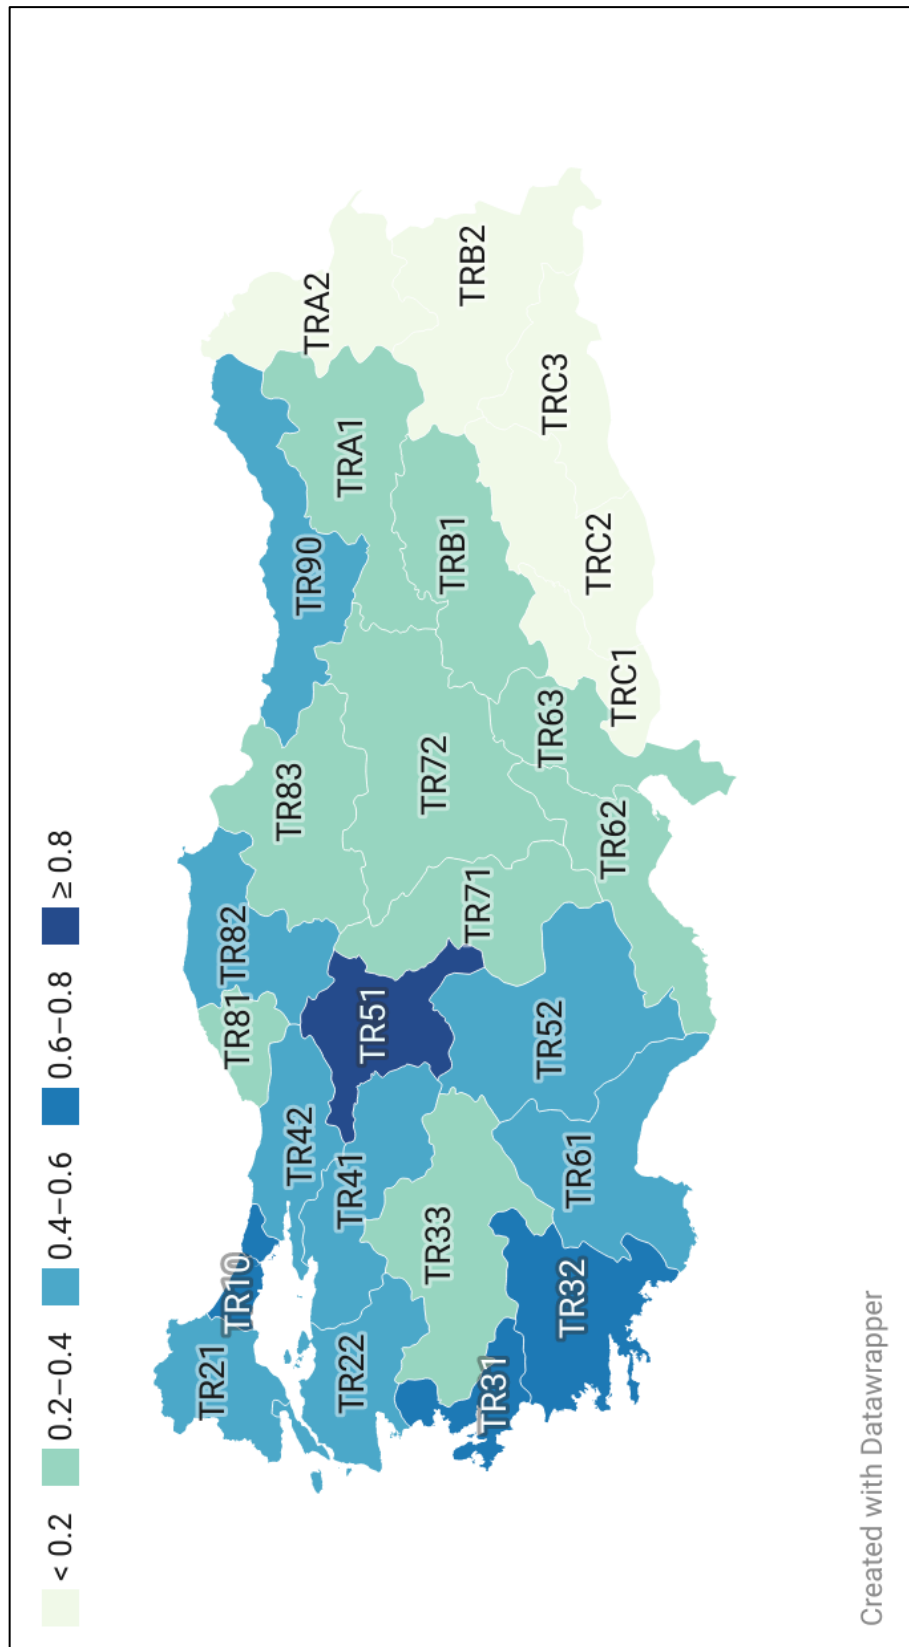 < 0.2
0.2–0.4
0.4–0.6
0.6–0.8
≥ 0.8
TR21
TR10
TR42
TR81
TR82
TR83
TR90
TRA2
TR22
TR41
TR51
TRA1
TR33
TR71
TR72
TRB1
TRB2
TR31
TR32
TR61
TR52
TR62
TR63
TRC1
TRC2
TRC3
Created with Datawrapper